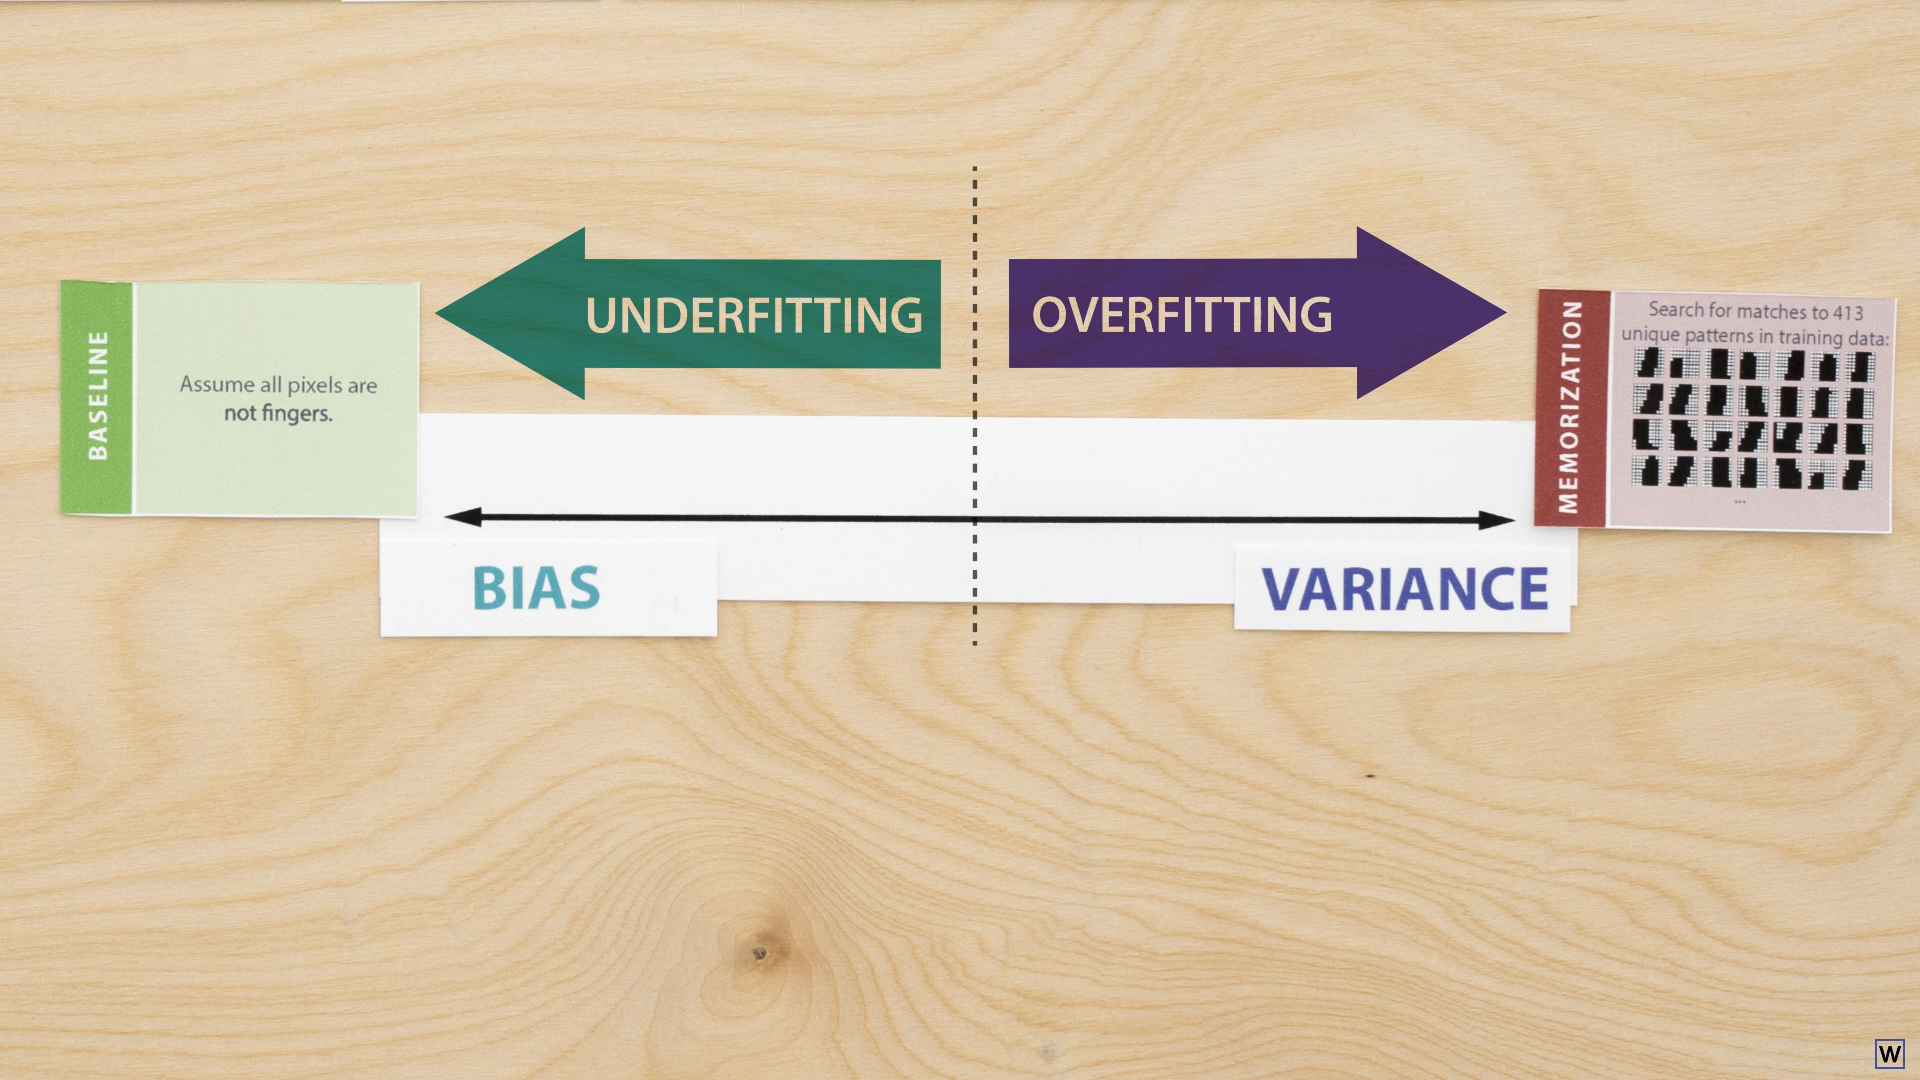 UNDERFITTING
OVERFITTING
BASELINE
Assume all pixels are
not fingers.
MEMORIZATION
Search for matches to 413
unique patterns in training data:
...
BIAS
VARIANCE
W